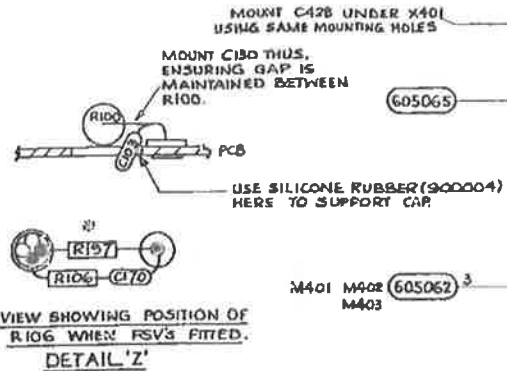 MOUNT C428 UNDER X401
USING SAME MOUNTING HOLES
MOUNT C130 THUS,
ENSURING GAP IS
MAINTAINED BETWEEN
R100.
605065
R100
C103
PCB
USE SILICONE RUBBER (900004)
HERE TO SUPPORT CAP.
R197
R106 C170
M401 M402 605062 3
M403
VIEW SHOWING POSITION OF
R106 WHEN FSV'S FITTED.
DETAIL 'Z'